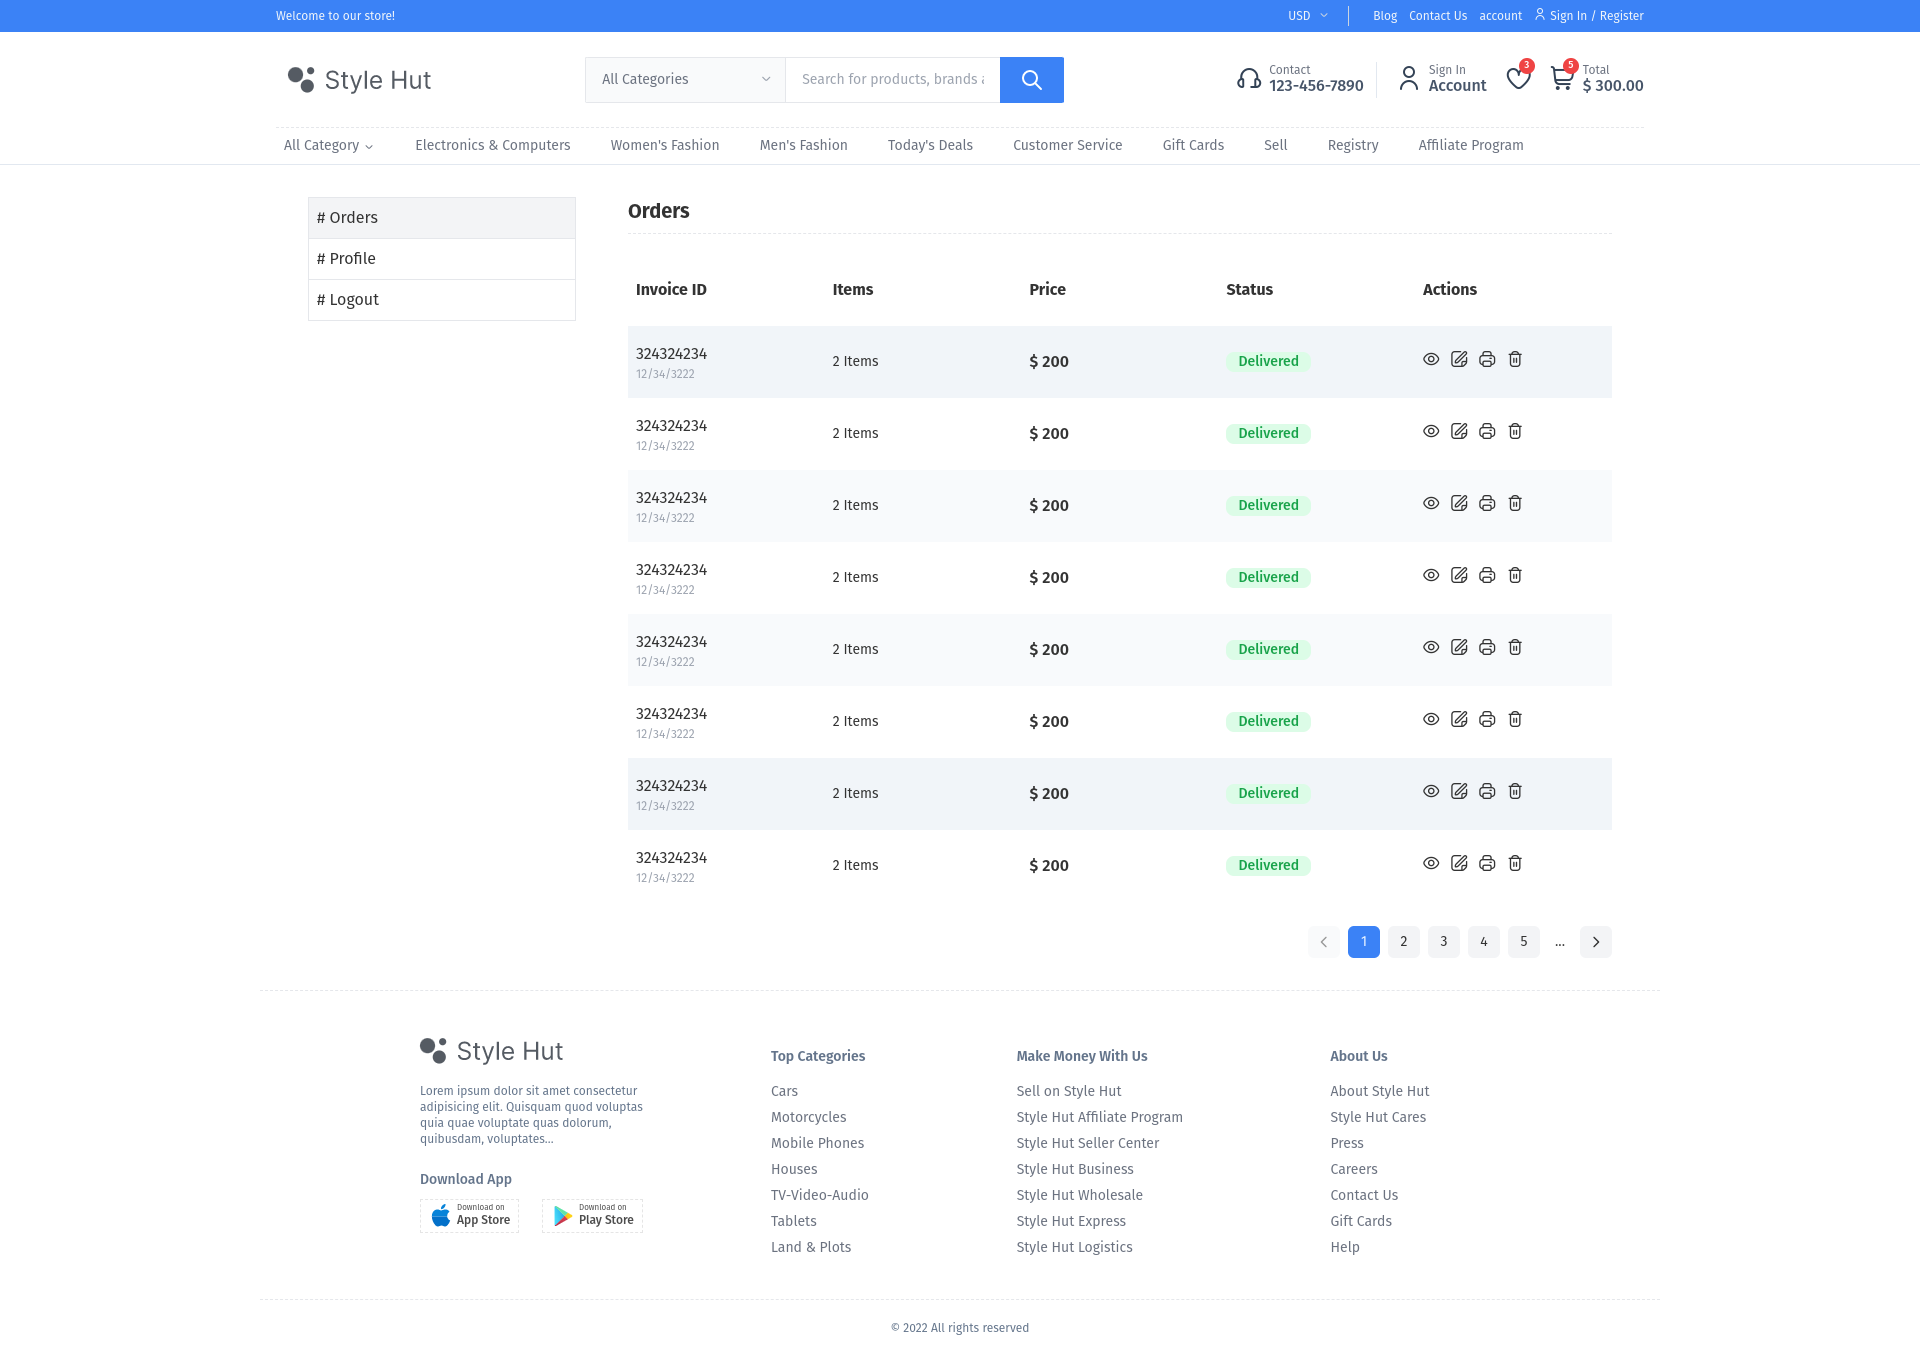 Welcome to our store!
USD
Blog Contact Us account Sign In / Register
Style Hut
All Categories
Search for products, brands a
Contact
123-456-7890
Sign In
Account
3
5
Total
$ 300.00
All Category Electronics & Computers Women's Fashion Men's Fashion Today's Deals Customer Service Gift Cards Sell Registry Affiliate Program
# Orders
# Profile
# Logout
Orders
Invoice ID Items Price Status Actions
324324234
12/34/3222
2 Items $ 200 Delivered
324324234
12/34/3222
2 Items $ 200 Delivered
324324234
12/34/3222
2 Items $ 200 Delivered
324324234
12/34/3222
2 Items $ 200 Delivered
324324234
12/34/3222
2 Items $ 200 Delivered
324324234
12/34/3222
2 Items $ 200 Delivered
324324234
12/34/3222
2 Items $ 200 Delivered
324324234
12/34/3222
2 Items $ 200 Delivered
1 2 3 4 5 ...
Style Hut
Lorem ipsum dolor sit amet consectetur
adipisicing elit. Quisquam quod voluptas
quia quae voluptate quas dolorum,
quibusdam, voluptates...
Download App
Download on
App Store
Download on
Play Store
Top Categories
Cars
Motorcycles
Mobile Phones
Houses
TV-Video-Audio
Tablets
Land & Plots
Make Money With Us
Sell on Style Hut
Style Hut Affiliate Program
Style Hut Seller Center
Style Hut Business
Style Hut Wholesale
Style Hut Express
Style Hut Logistics
About Us
About Style Hut
Style Hut Cares
Press
Careers
Contact Us
Gift Cards
Help
© 2022 All rights reserved